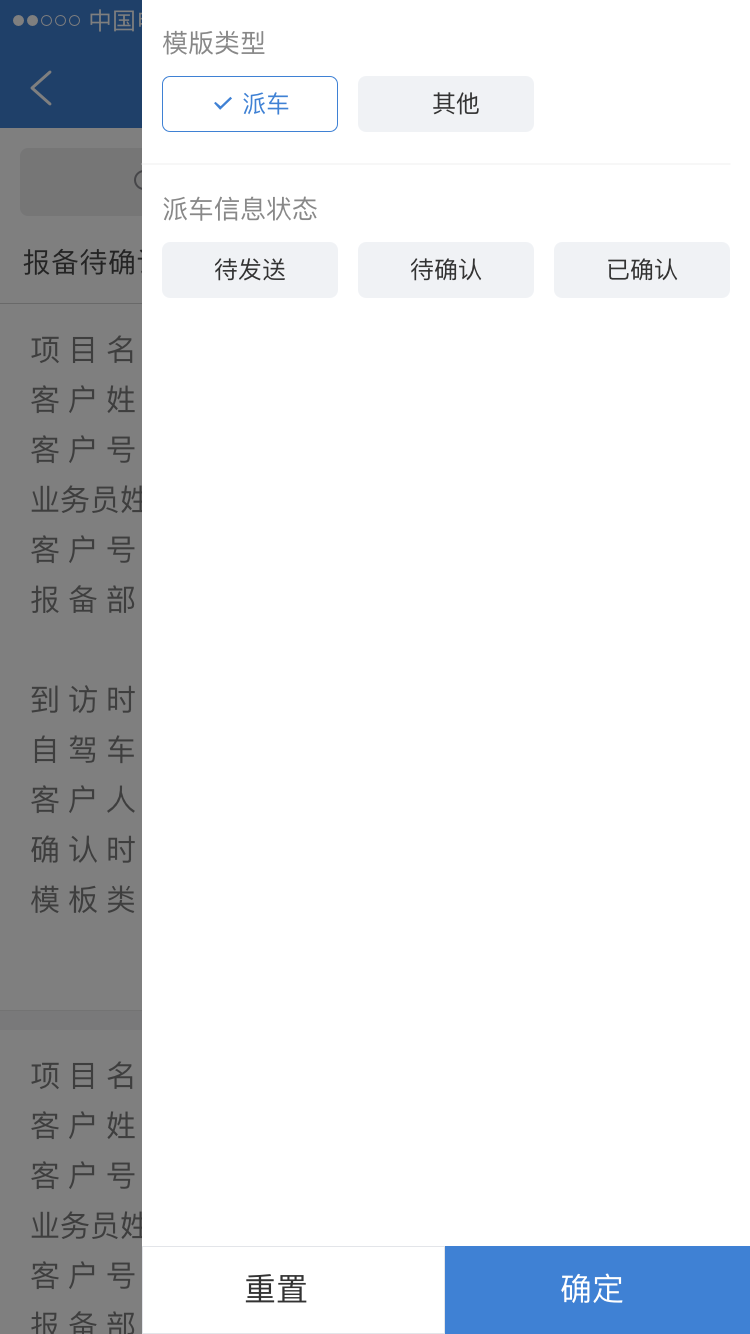 中国
模版类型
派车
其他
派车信息状态
待发送
待确认
已确认
报备待确
项目名
客户姓
客户号
业务员姓
客户号
报备部
到访时
自驾车
客户人
确认时
模板类
项目名
客户姓
客户号
业务员姓
客户号
报备部
重置
确定